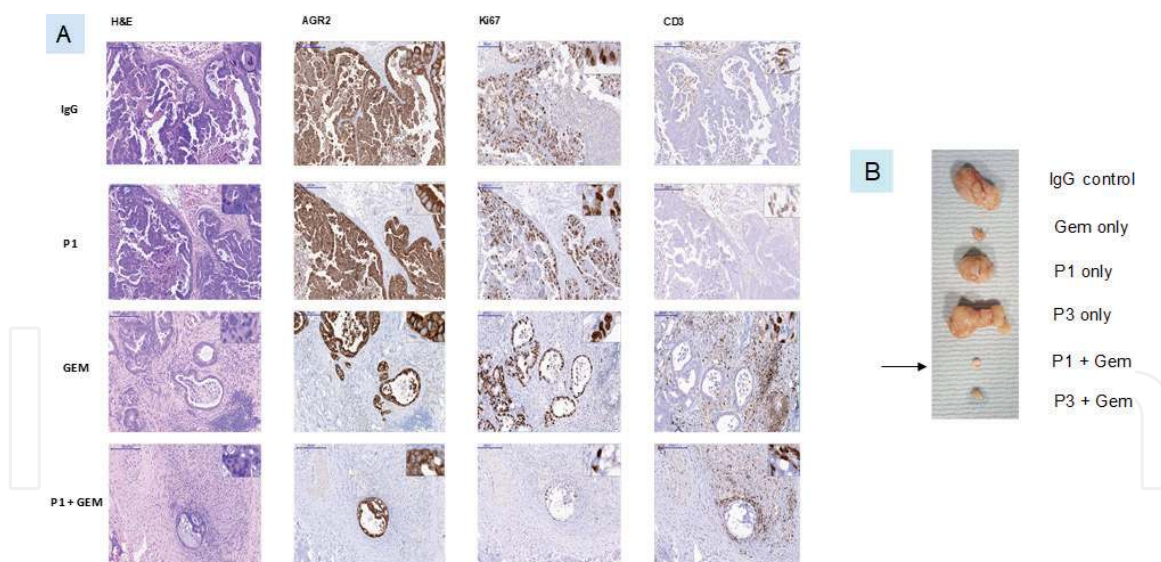 A
H&E AGR2 Ki67 CD3
IgG
P1
GEM
P1 + GEM
B
IgG control
Gem only
P1 only
P3 only
P1 + Gem
P3 + Gem